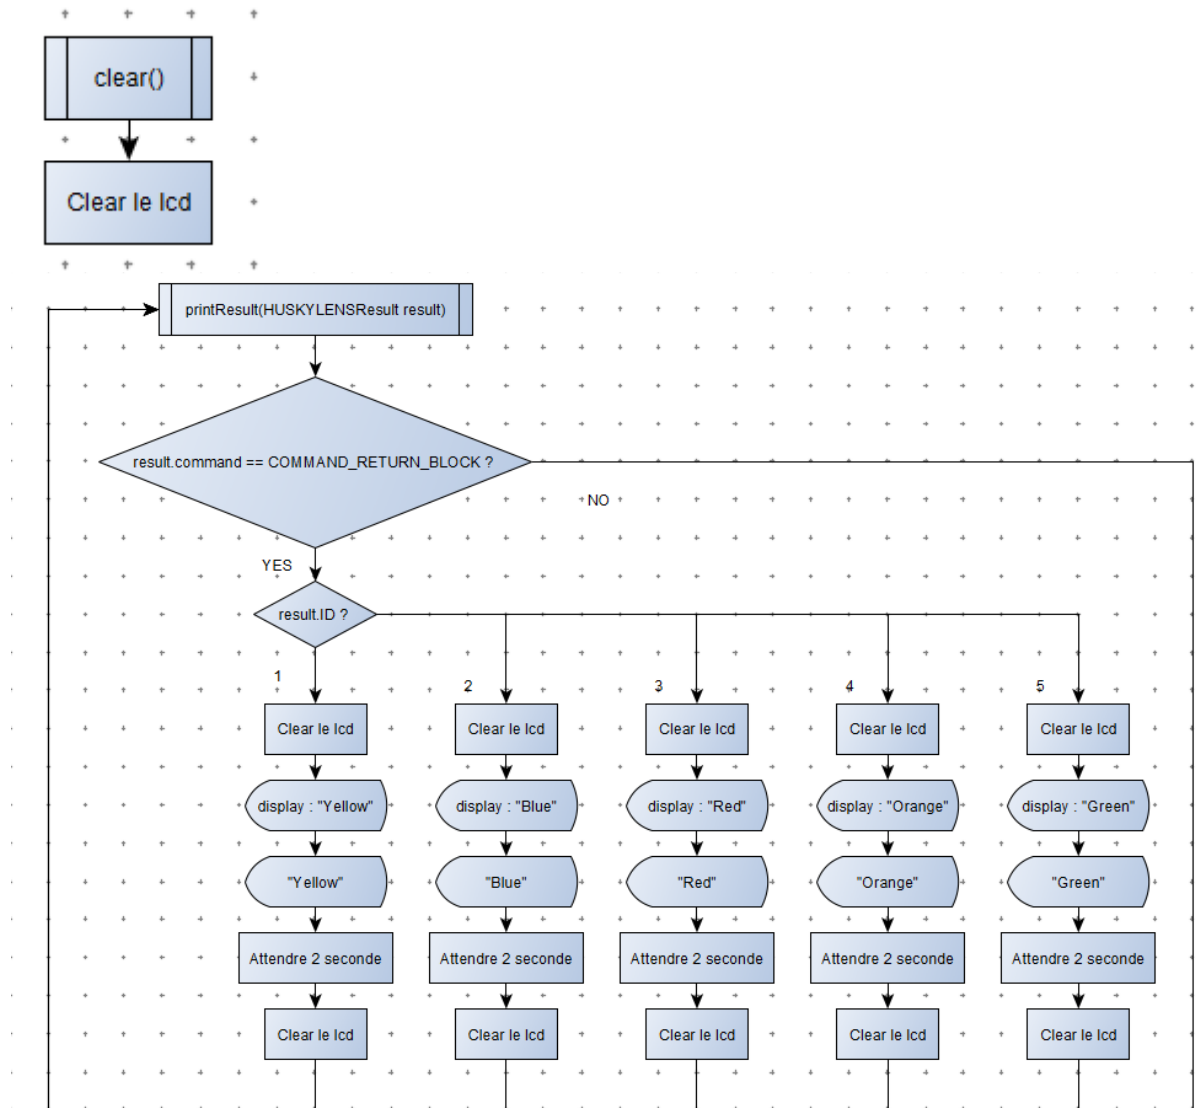 clear()
Clear le lcd
printResult(HUSKYLENSResult result)
result.command == COMMAND_RETURN_BLOCK ?
NO
YES
result.ID ?
1
2
3
4
5
Clear le lcd
Clear le lcd
Clear le lcd
Clear le lcd
Clear le lcd
display : "Yellow"
display : "Blue"
display : "Red"
display : "Orange"
display : "Green"
"Yellow"
"Blue"
"Red"
"Orange"
"Green"
Attendre 2 seconde
Attendre 2 seconde
Attendre 2 seconde
Attendre 2 seconde
Attendre 2 seconde
Clear le lcd
Clear le lcd
Clear le lcd
Clear le lcd
Clear le lcd